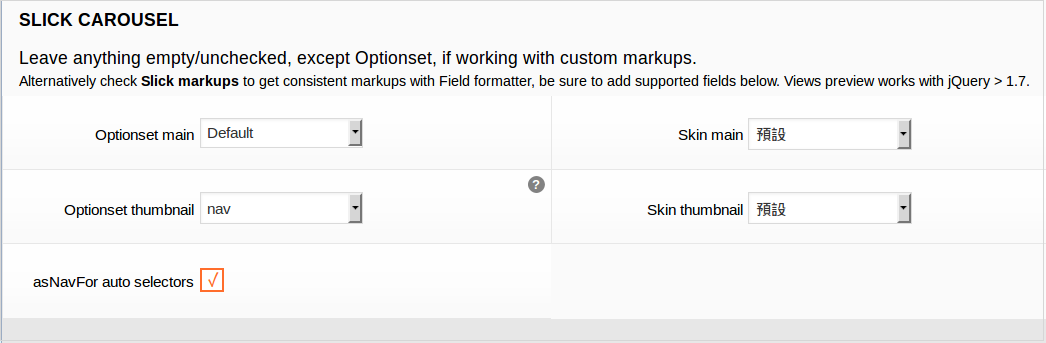 SLICK CAROUSEL
Leave anything empty/unchecked, except Optionset, if working with custom markups.
Alternatively check Slick markups to get consistent markups with Field formatter, be sure to add supported fields below. Views preview works with jQuery > 1.7.
Optionset main Default
Skin main 預設
?
Optionset thumbnail nav
Skin thumbnail 預設
asNavFor auto selectors √